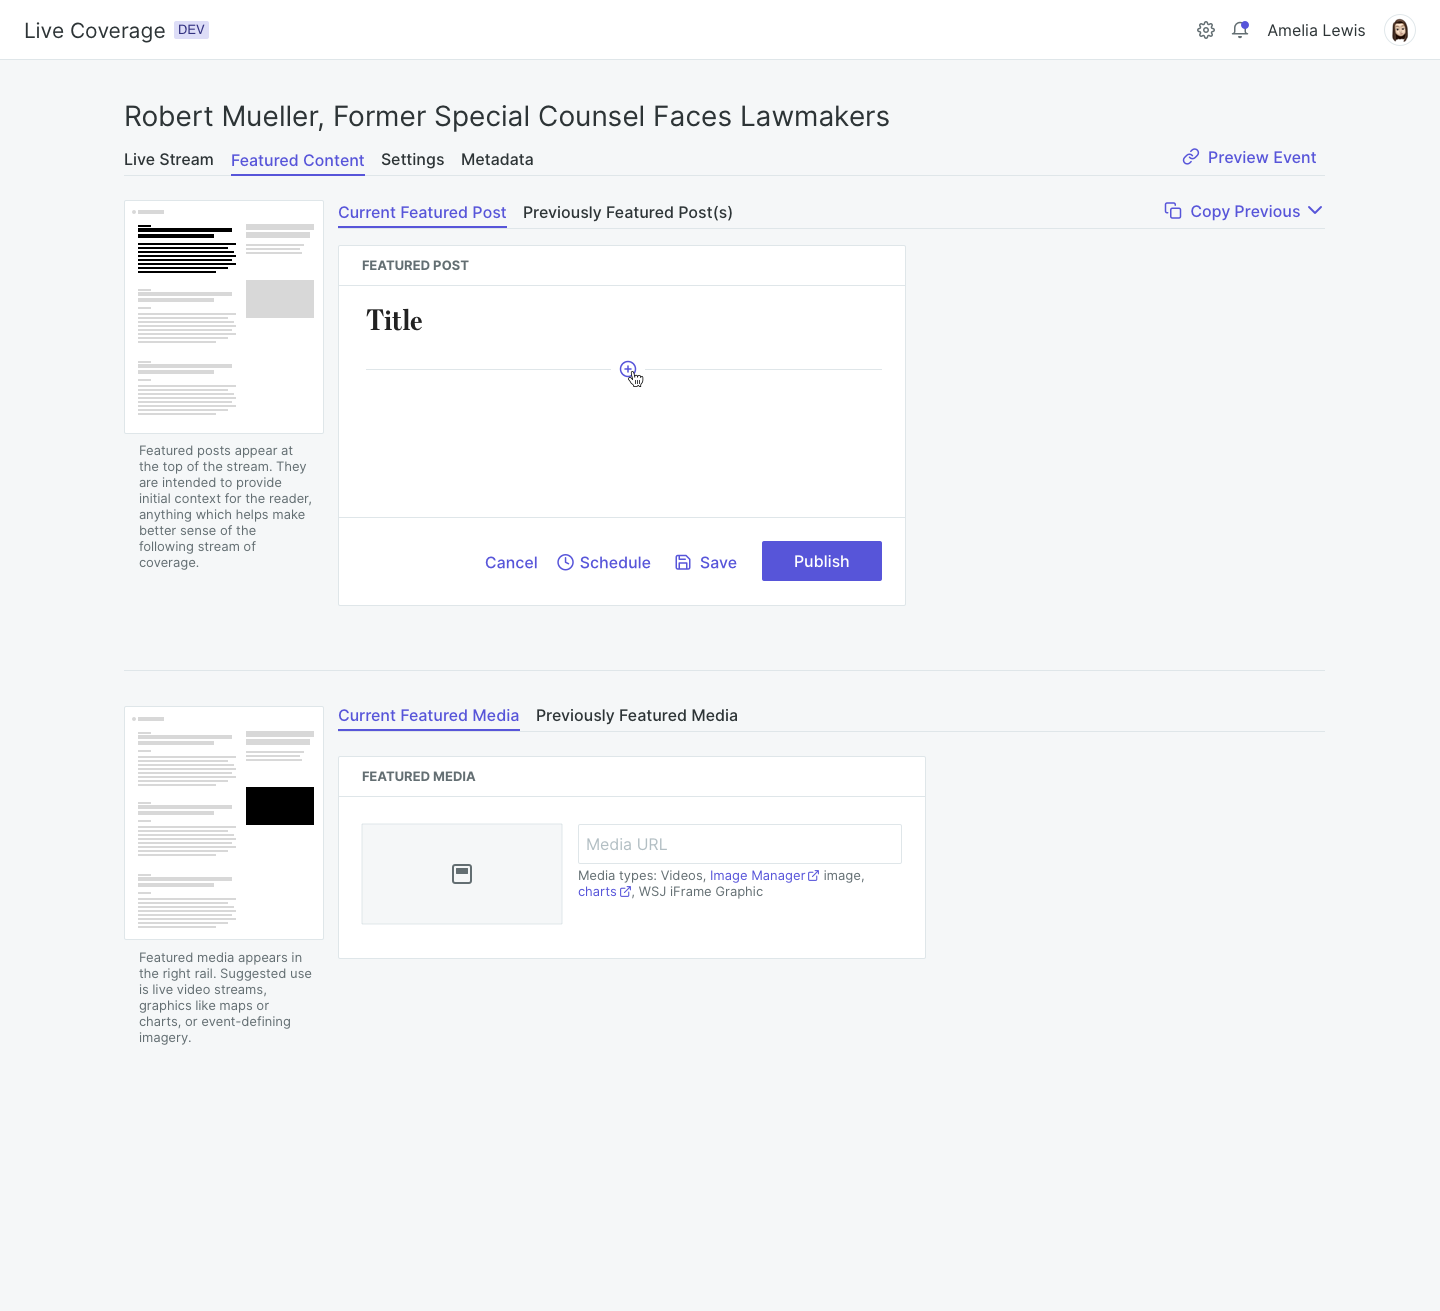 Live Coverage DEV
Amelia Lewis
Robert Mueller, Former Special Counsel Faces Lawmakers
Live Stream Featured Content Settings Metadata
Preview Event
Current Featured Post Previously Featured Post(s)
Copy Previous
FEATURED POST
Title
Cancel Schedule Save Publish
Featured posts appear at
the top of the stream. They
are intended to provide
initial context for the reader,
anything which helps make
better sense of the
following stream of
coverage.
Current Featured Media Previously Featured Media
FEATURED MEDIA
Media URL
Media types: Videos, Image Manager image,
charts, WSJ iFrame Graphic
Featured media appears in
the right rail. Suggested use
is live video streams,
graphics like maps or
charts, or event-defining
imagery.